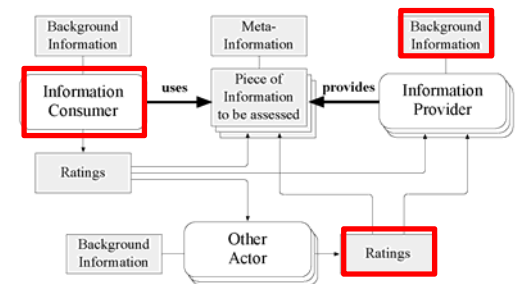 Background
Information
Meta-
Information
Background
Information
Information
Consumer
uses
Piece of
Information
to be assessed
provides
Information
Provider
Ratings
Background
Information
Other
Actor
Ratings